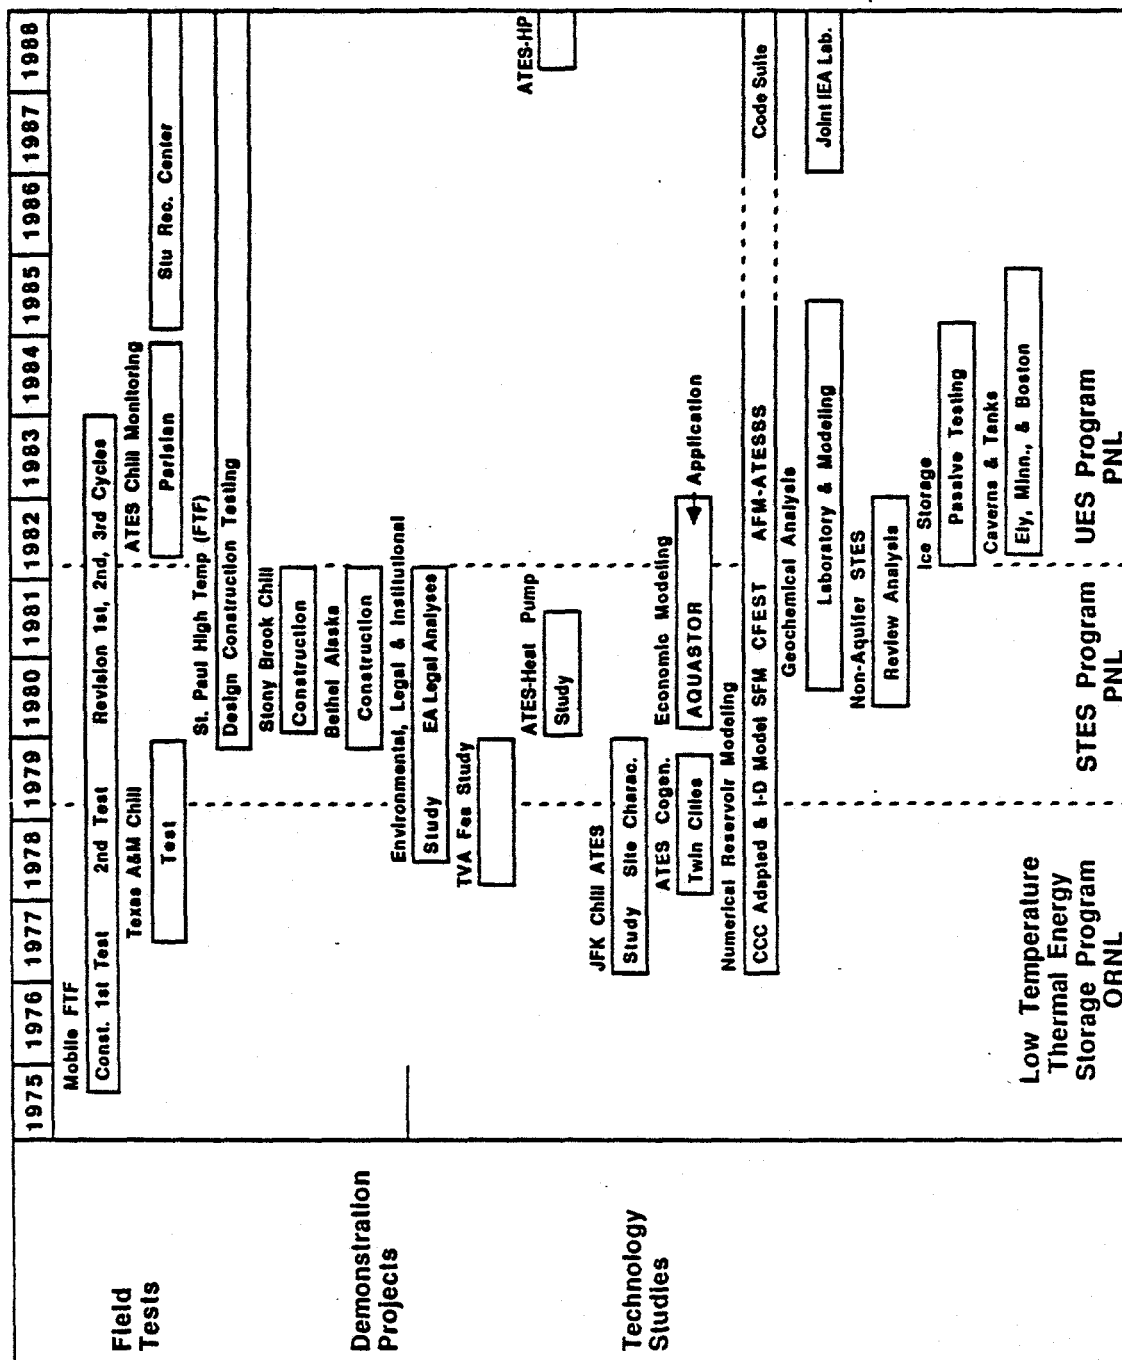 1975 1976 1977 1978 1979 1980 1981 1982 1983 1984 1985 1986 1987 1988
Field
Tests
Mobile FTF
Const. 1st Test 2nd Test Revision 1st, 2nd, 3rd Cycles
Texas A&M Chill
Test
ATES Chill Monitoring
Parisian
Stu Rec. Center
St. Paul High Temp (FTF)
Design Construction Testing
Stony Brook Chill
Construction
Demonstration
Projects
Bethel Alaska
Construction
Environmental, Legal & Institutional
Study EA Legal Analyses
TVA Fes Study
ATES-Heat Pump
Study
ATES-HP
Technology
Studies
JFK Chill ATES
Study Site Charac.
ATES Cogen.
Twin Cities
Economic Modeling
AQUASTOR
Application
Numerical Reservoir Modeling
CCC Adapted & I-D Model SFM CFEST AFM-ATESSS
Code Suite
Geochemical Analysis
Laboratory & Modeling
Joint IEA Lab.
Non-Aquifer STES
Review Analysis
Ice Storage
Passive Testing
Caverns & Tanks
Ely, Minn., & Boston
Low Temperature
Thermal Energy
Storage Program
ORNL
STES Program
PNL
UES Program
PNL